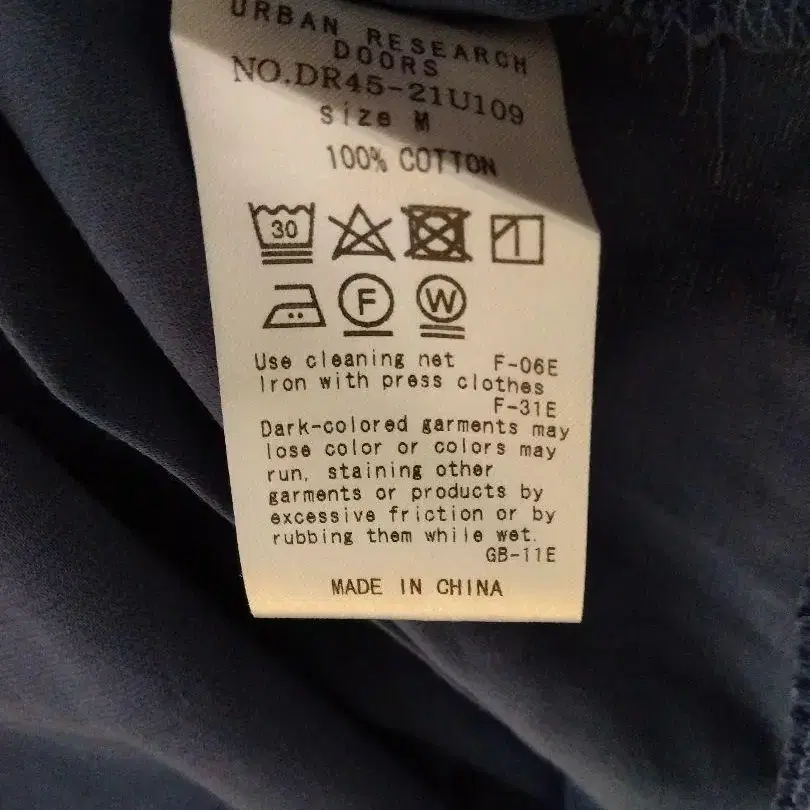 URBAN RESEARCH
DOORS
NO.DR45-21U109
Size M
100% COTTON
30
F W
Use cleaning net F-06E
Iron with press clothes
F-31E
Dark-colored garments may
lose color or colors may
run, staining other
garments or products by
excessive friction or by
rubbing them while wet.
GB-11E
MADE IN CHINA